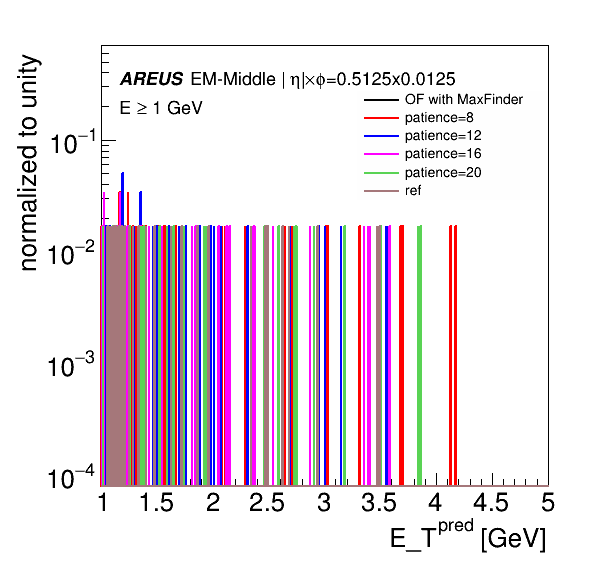 normalized to unity
AREUS EM-Middle | η|×ϕ=0.5125x0.0125
E ≥ 1 GeV
OF with MaxFinder
patience=8
patience=12
patience=16
patience=20
ref
10⁻¹
10⁻²
10⁻³
10⁻⁴
1 1.5 2 2.5 3 3.5 4 4.5 5
E_Tᵖʳᵉᵈ [GeV]